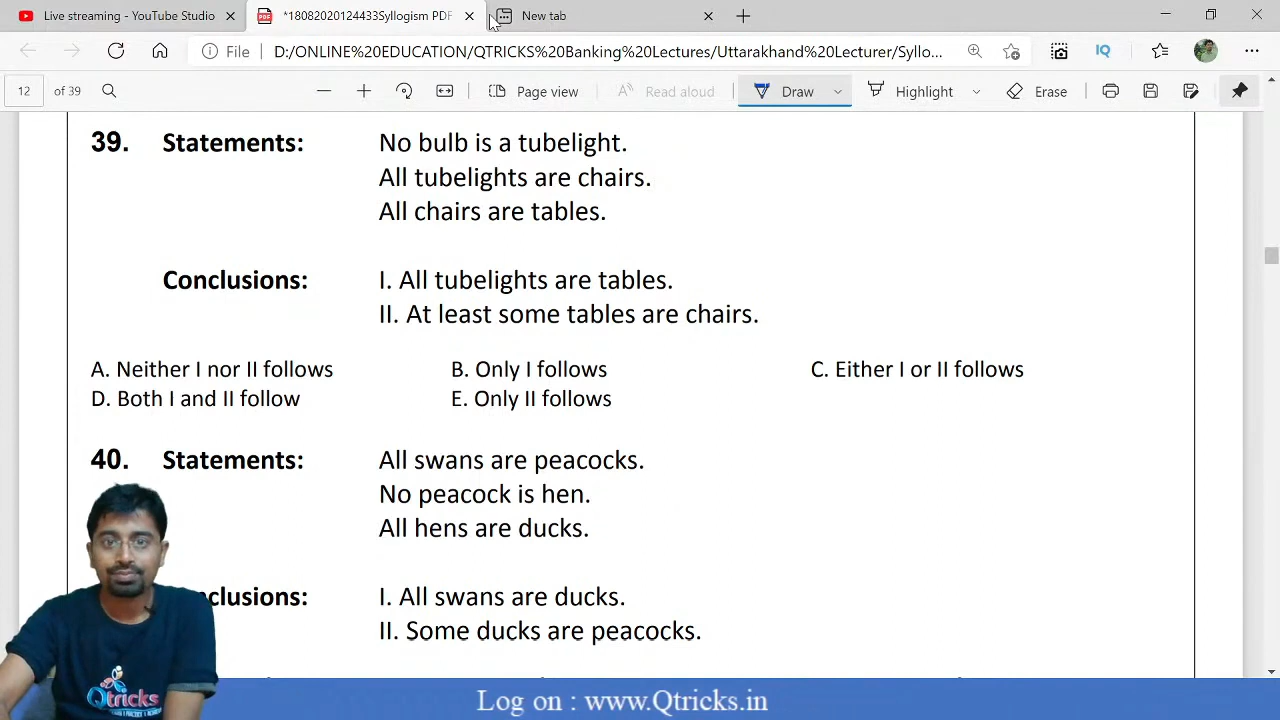 Live streaming - YouTube Studio
*18082020124433Syllogism PDF
New tab
File
D:/ONLINE%20EDUCATION/QTRICKS%20Banking%20Lectures/Uttarakhand%20Lecturer/Syllo...
IQ
12 of 39
Page view
Read aloud
Draw
Highlight
Erase
39. Statements: No bulb is a tubelight.
All tubelights are chairs.
All chairs are tables.
Conclusions: I. All tubelights are tables.
II. At least some tables are chairs.
A. Neither I nor II follows B. Only I follows C. Either I or II follows
D. Both I and II follow E. Only II follows
40. Statements: All swans are peacocks.
No peacock is hen.
All hens are ducks.
clusions: I. All swans are ducks.
II. Some ducks are peacocks.
Qtricks
Log on : www.Qtricks.in